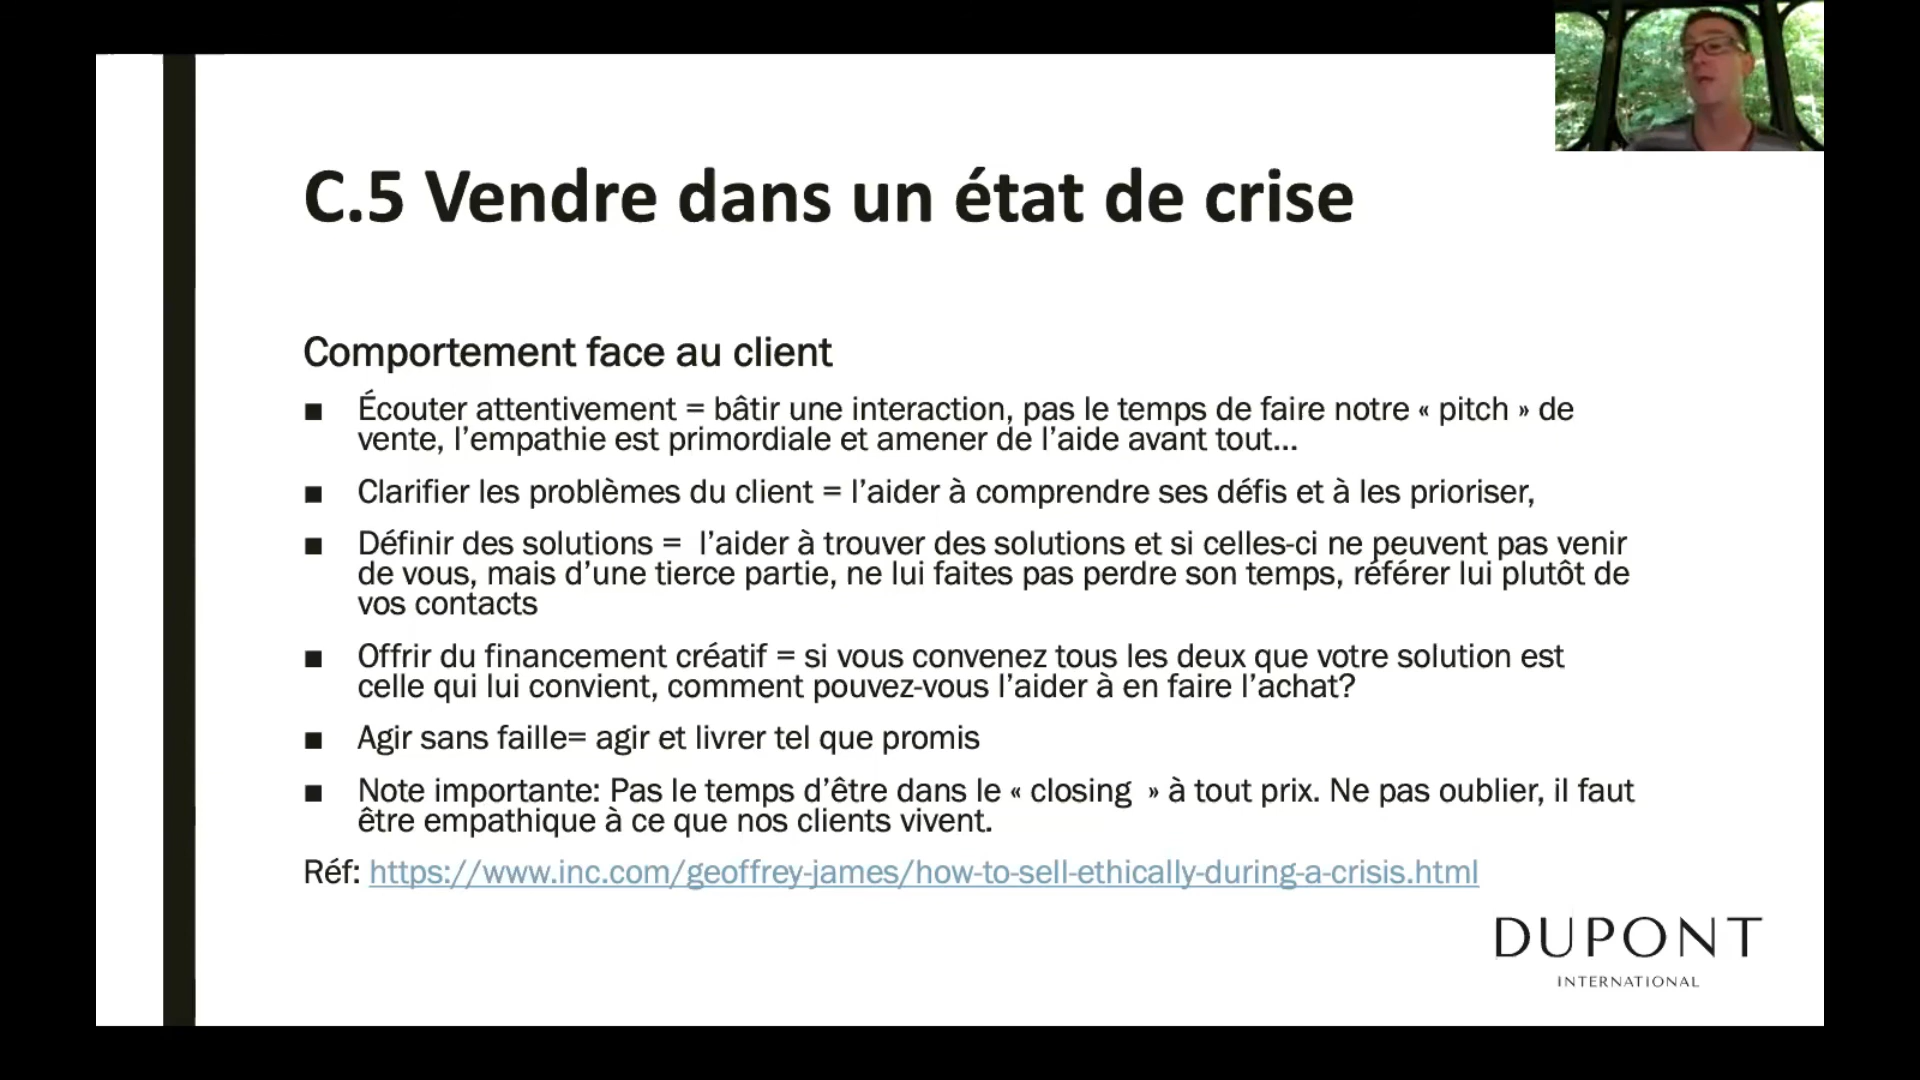 C.5 Vendre dans un état de crise
Comportement face au client
■ Écouter attentivement = bâtir une interaction, pas le temps de faire notre « pitch » de
vente, l’empathie est primordiale et amener de l’aide avant tout…
■ Clarifier les problèmes du client = l’aider à comprendre ses défis et à les prioriser,
■ Définir des solutions =  l’aider à trouver des solutions et si celles-ci ne peuvent pas venir
de vous, mais d’une tierce partie, ne lui faites pas perdre son temps, référer lui plutôt de
vos contacts
■ Offrir du financement créatif = si vous convenez tous les deux que votre solution est
celle qui lui convient, comment pouvez-vous l’aider à en faire l’achat?
■ Agir sans faille= agir et livrer tel que promis
■ Note importante: Pas le temps d’être dans le « closing  » à tout prix. Ne pas oublier, il faut
être empathique à ce que nos clients vivent.
Réf: https://www.inc.com/geoffrey-james/how-to-sell-ethically-during-a-crisis.html
DUPONT
INTERNATIONAL